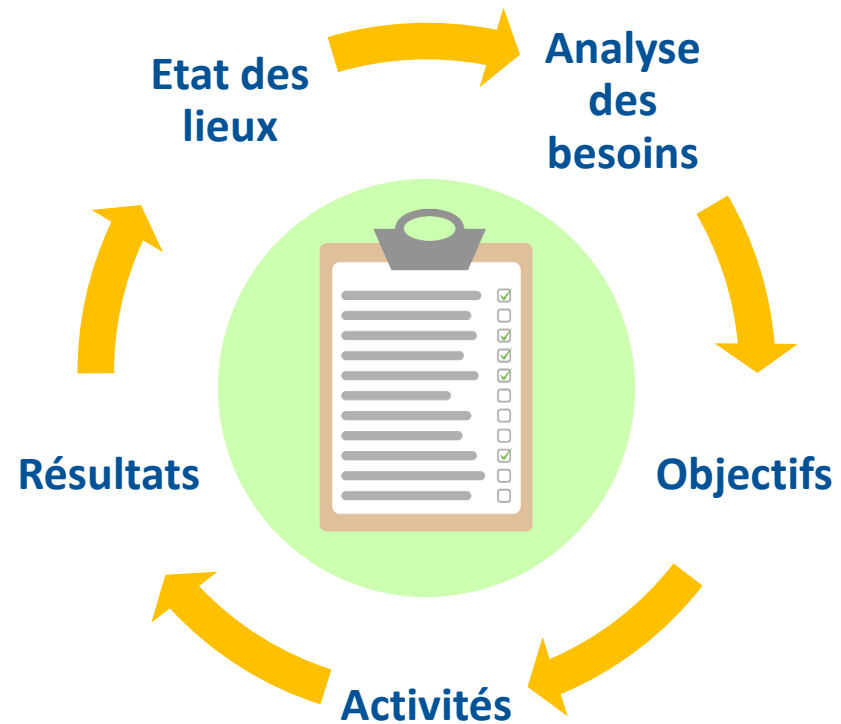 Etat des
lieux
Analyse
des
besoins
Objectifs
Activités
Résultats